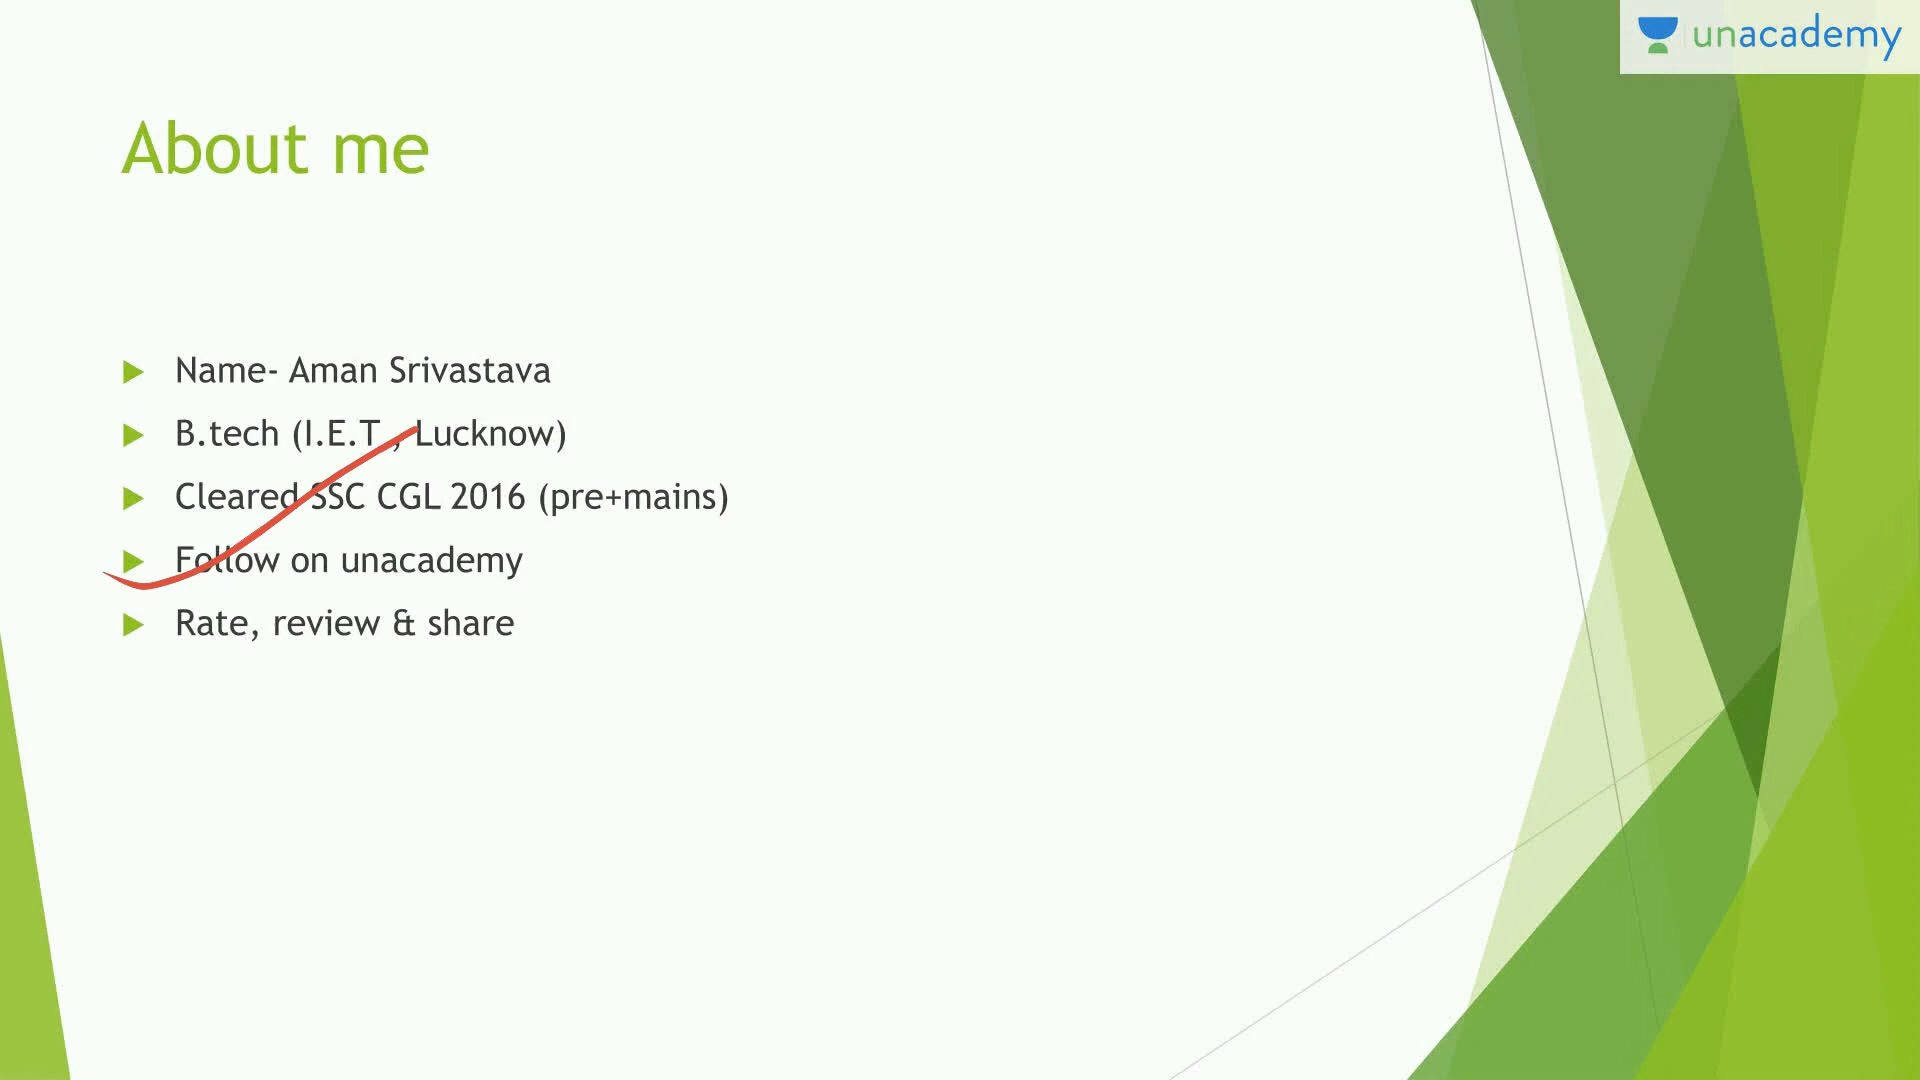 unacademy
About me
Name- Aman Srivastava
B.tech (I.E.T , Lucknow)
Cleared SSC CGL 2016 (pre+mains)
Follow on unacademy
Rate, review & share